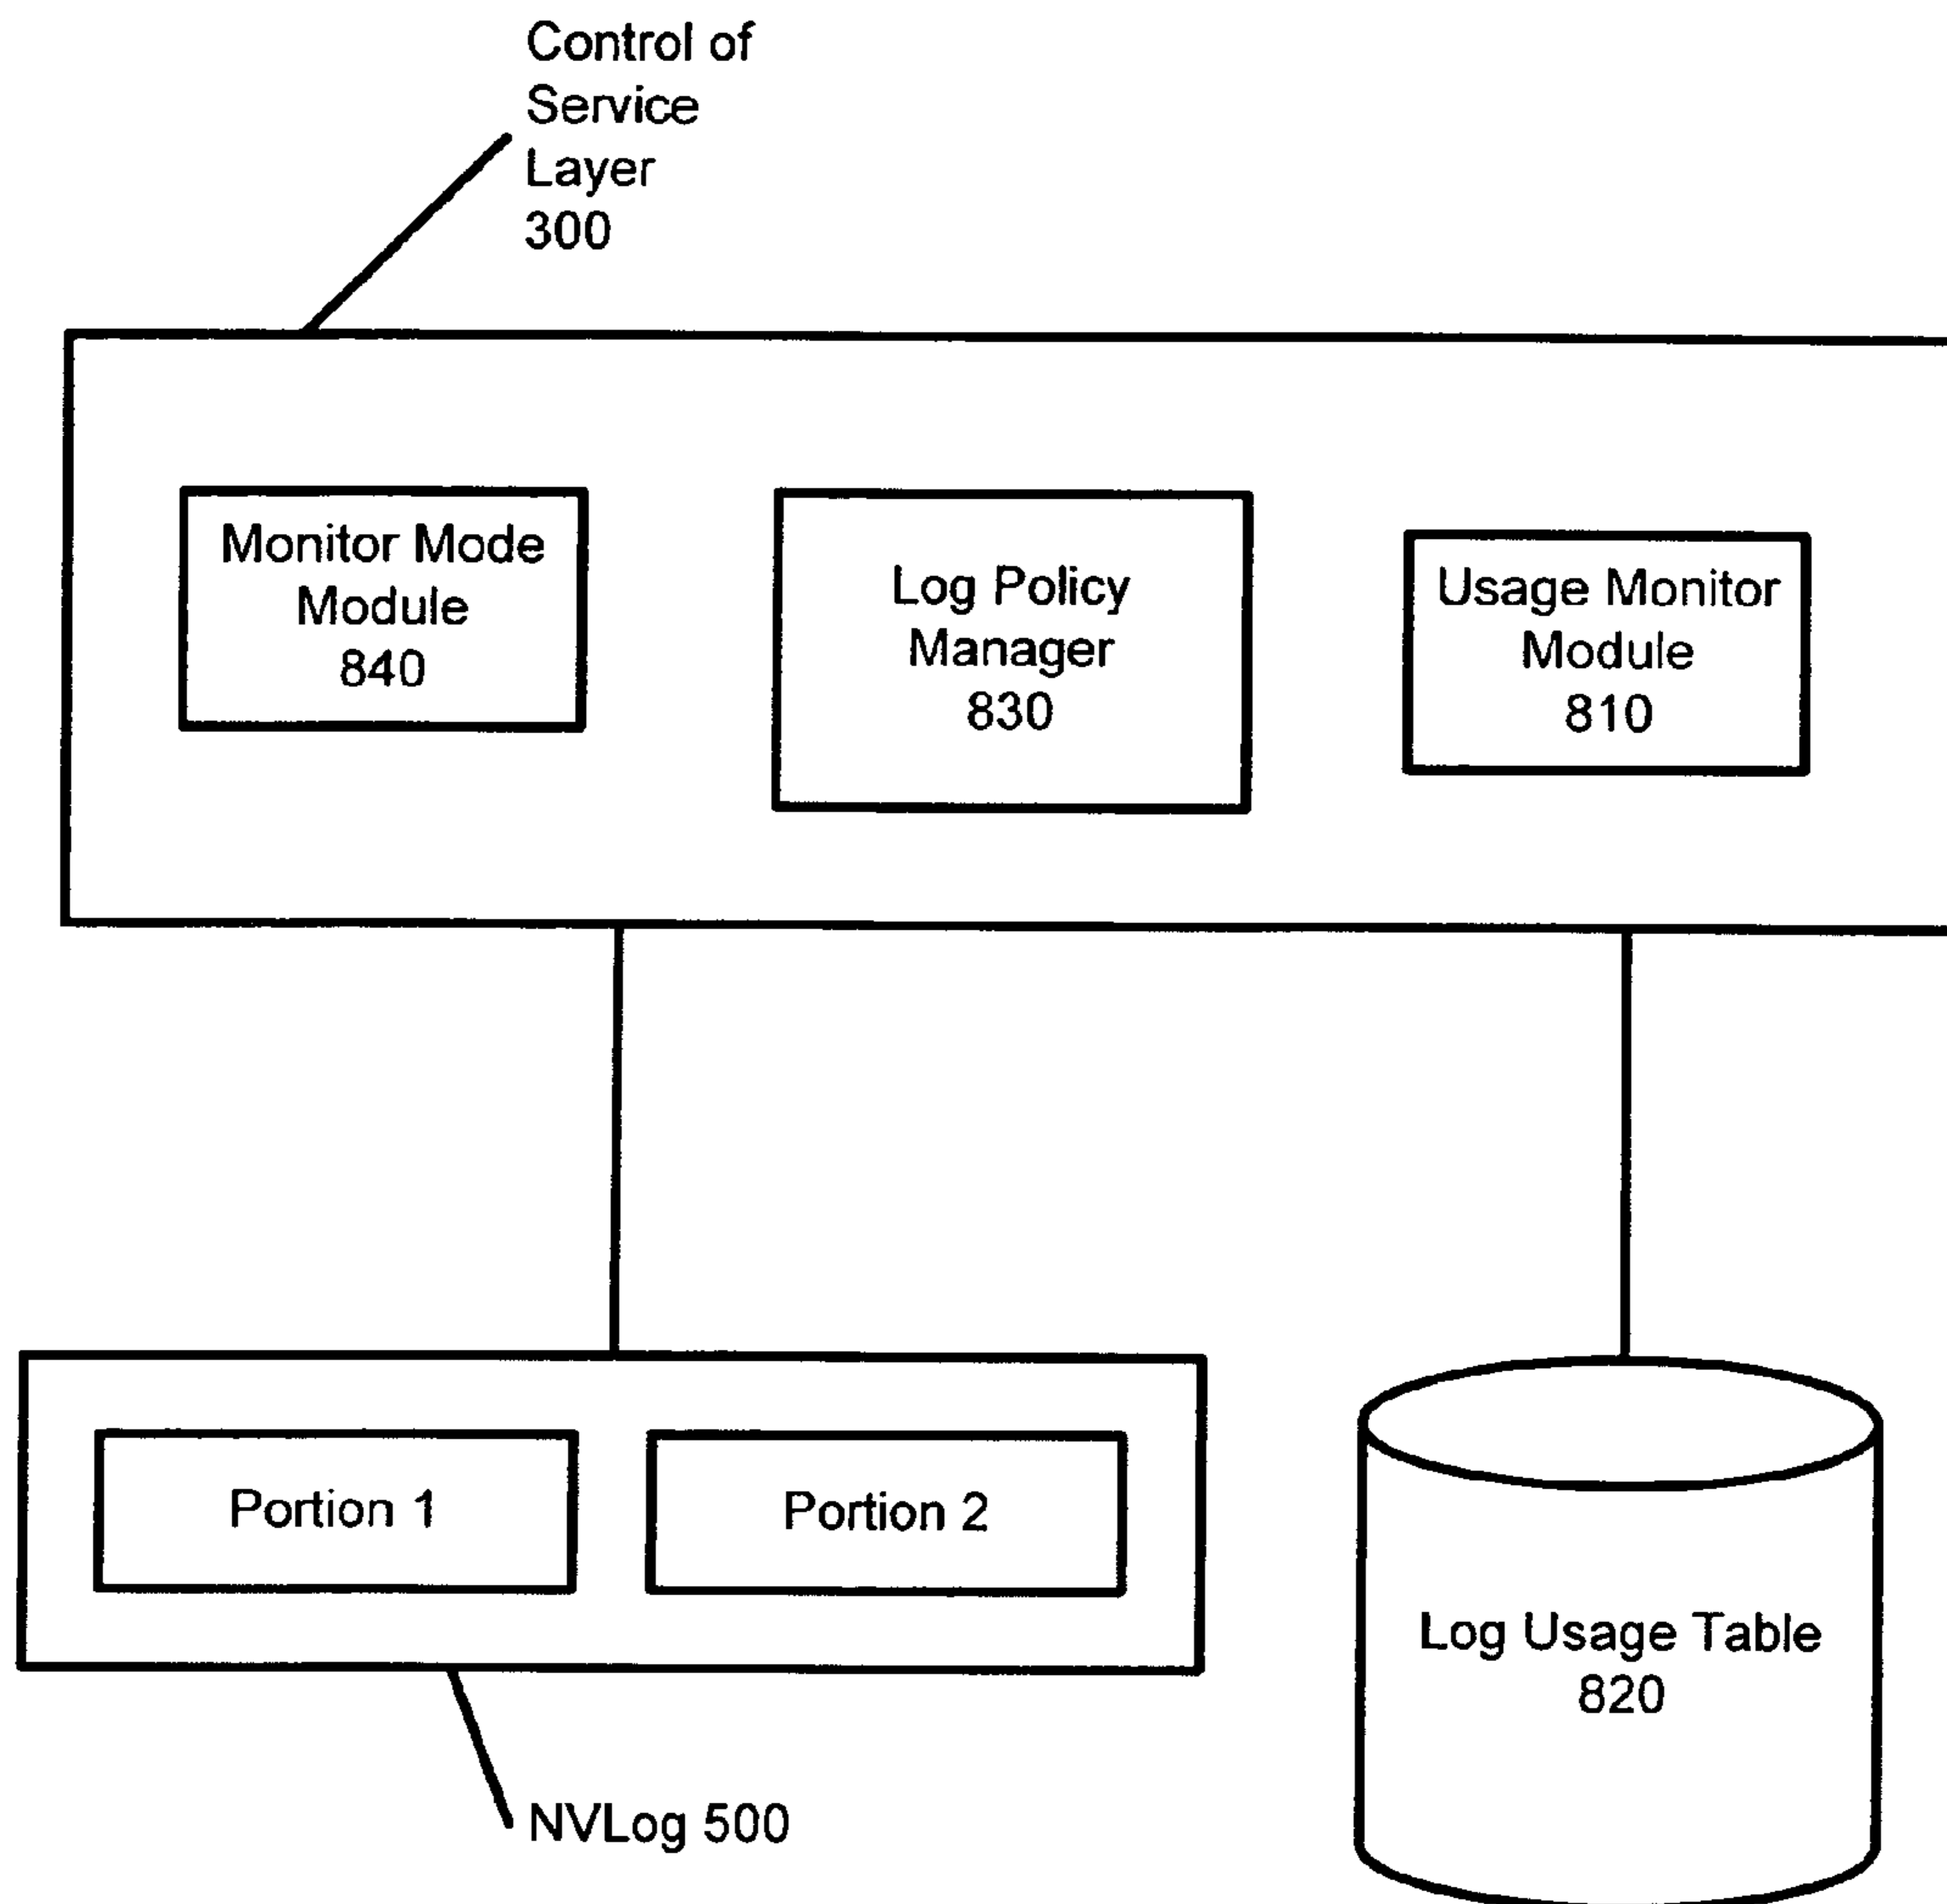 Control of
Service
Layer
300
Monitor Mode
Module
840
Log Policy
Manager
830
Usage Monitor
Module
810
Portion 1
Portion 2
Log Usage Table
820
NVLog 500